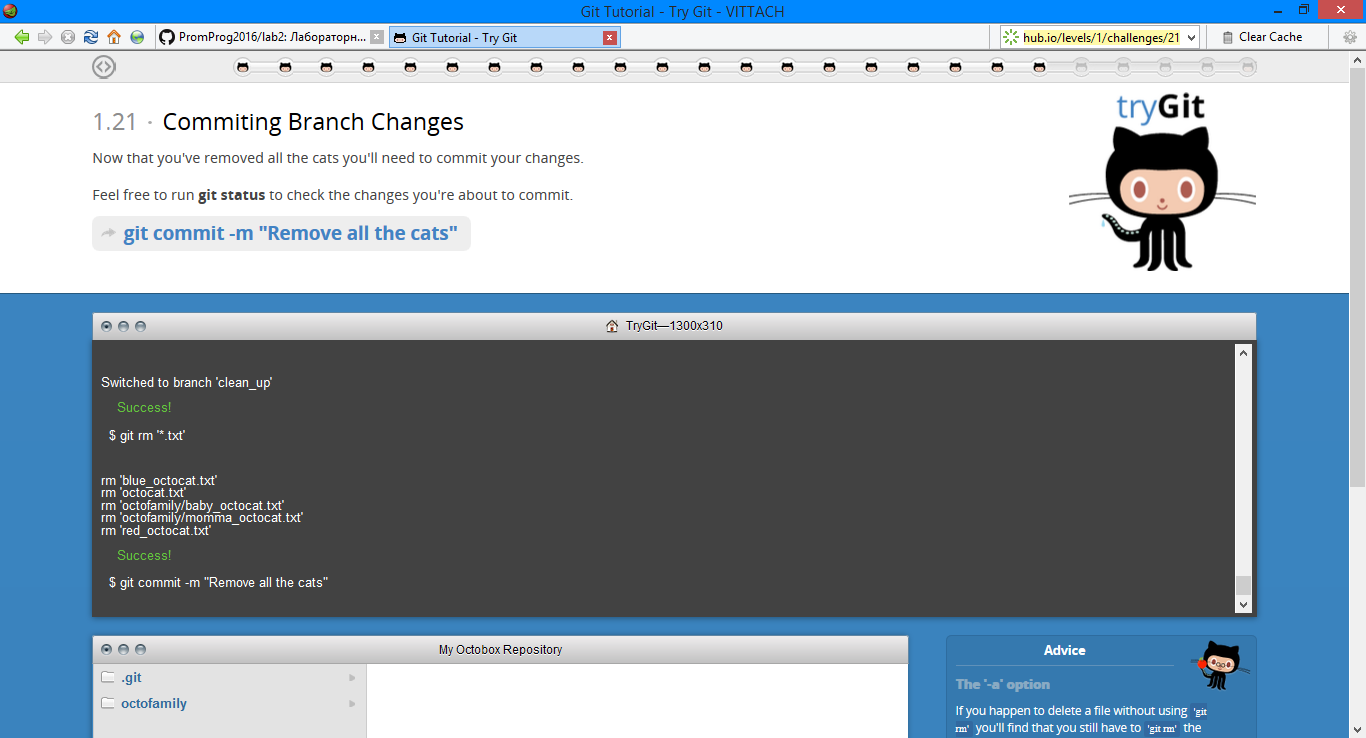 Git Tutorial - Try Git - VITTACH
PromProg2016/lab2: Лабораторн...
Git Tutorial - Try Git
hub.io/levels/1/challenges/21
Clear Cache
1.21 · Commiting Branch Changes
tryGit
Now that you've removed all the cats you'll need to commit your changes.
Feel free to run git status to check the changes you're about to commit.
git commit -m "Remove all the cats"
TryGit—1300x310
Switched to branch 'clean_up'
Success!
$ git rm '*.txt'
rm 'blue_octocat.txt'
rm 'octocat.txt'
rm 'octofamily/baby_octocat.txt'
rm 'octofamily/momma_octocat.txt'
rm 'red_octocat.txt'
Success!
$ git commit -m "Remove all the cats"
My Octobox Repository
.git
octofamily
Advice
The '-a' option
If you happen to delete a file without using 'git
rm' you'll find that you still have to 'git rm' the